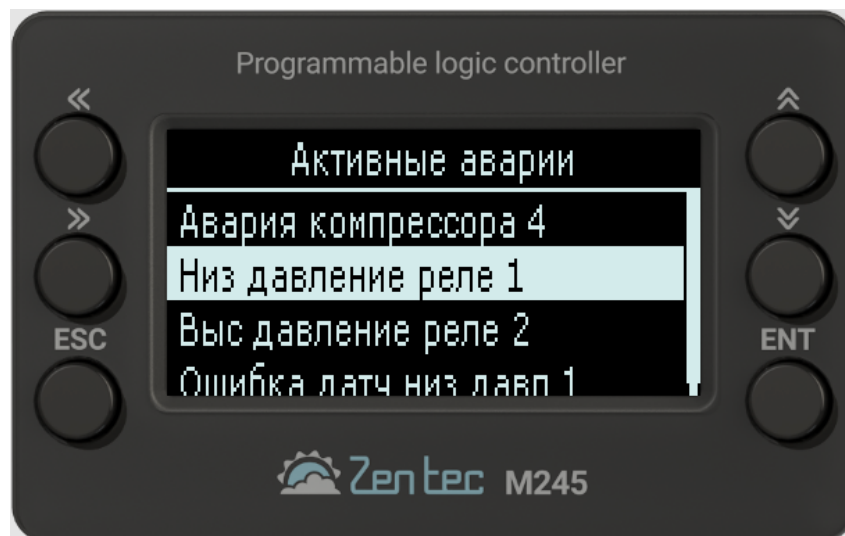 Programmable logic controller
Активные аварии
Авария компрессора 4
Низ давление реле 1
Выс давление реле 2
Ошибка датч низ давл 1
ESC
ENT
Zentec M245